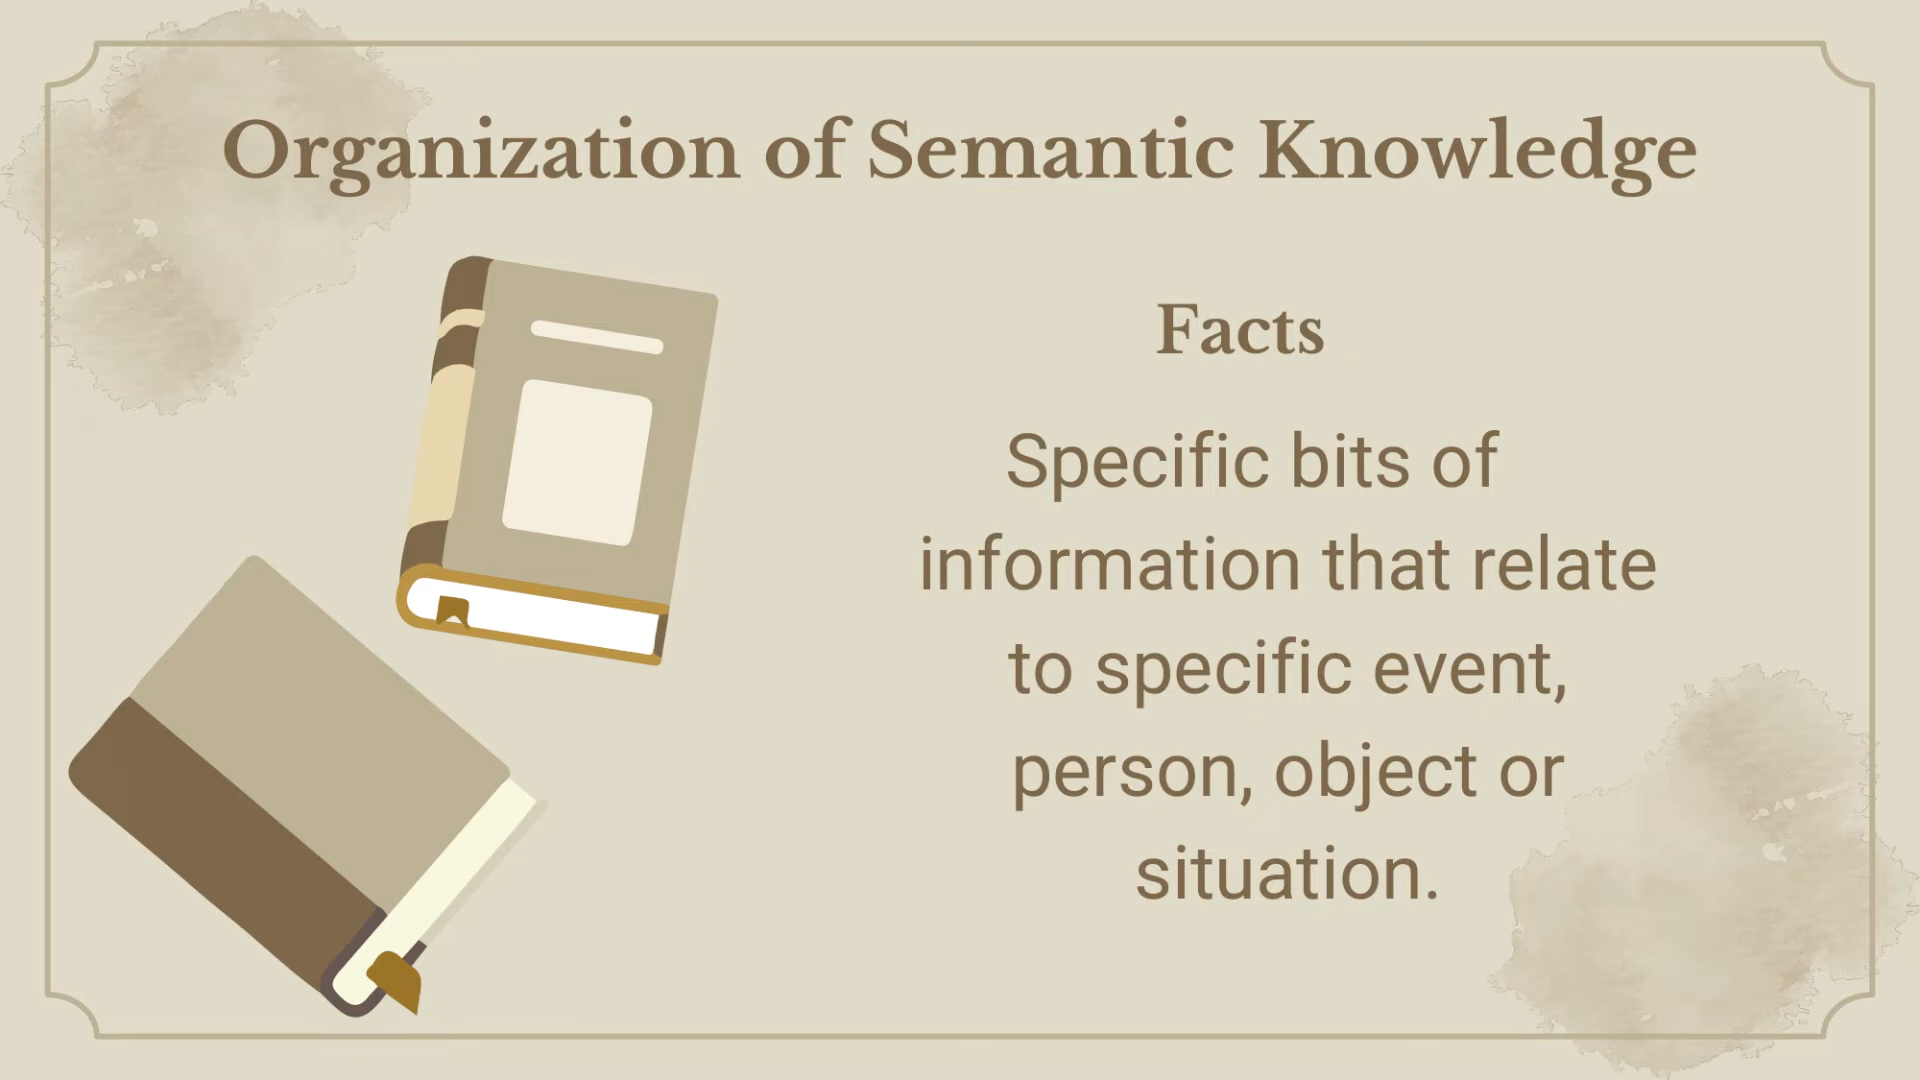 Organization of Semantic Knowledge
Facts
Specific bits of
information that relate
to specific event,
person, object or
situation.